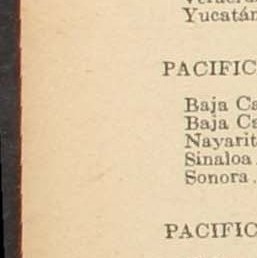 Yucatán
PACIFIC
Baja Ca
Baja Ca
Nayarit
Sinaloa.
Sonora.
PACIFIC